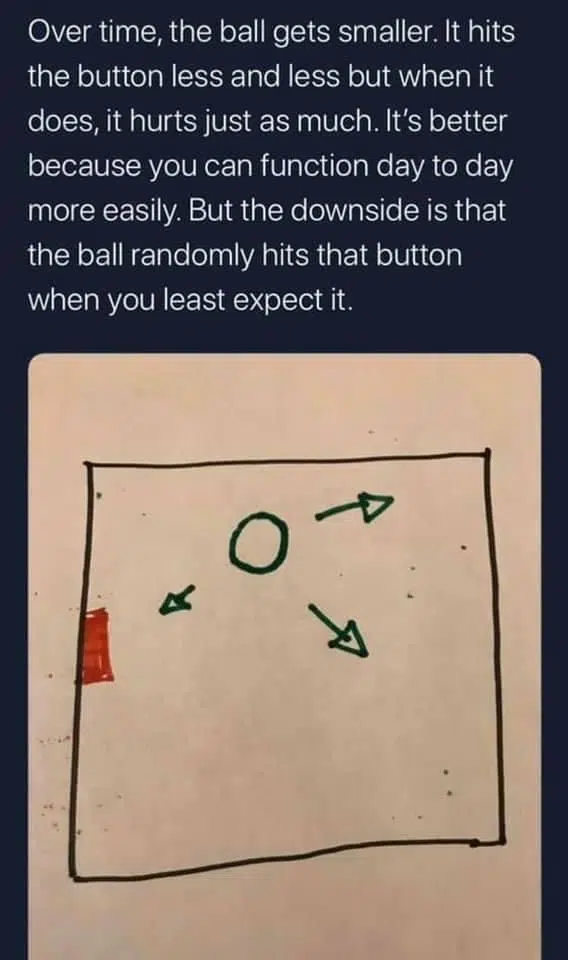 Over time, the ball gets smaller. It hits
the button less and less but when it
does, it hurts just as much. It’s better
because you can function day to day
more easily. But the downside is that
the ball randomly hits that button
when you least expect it.